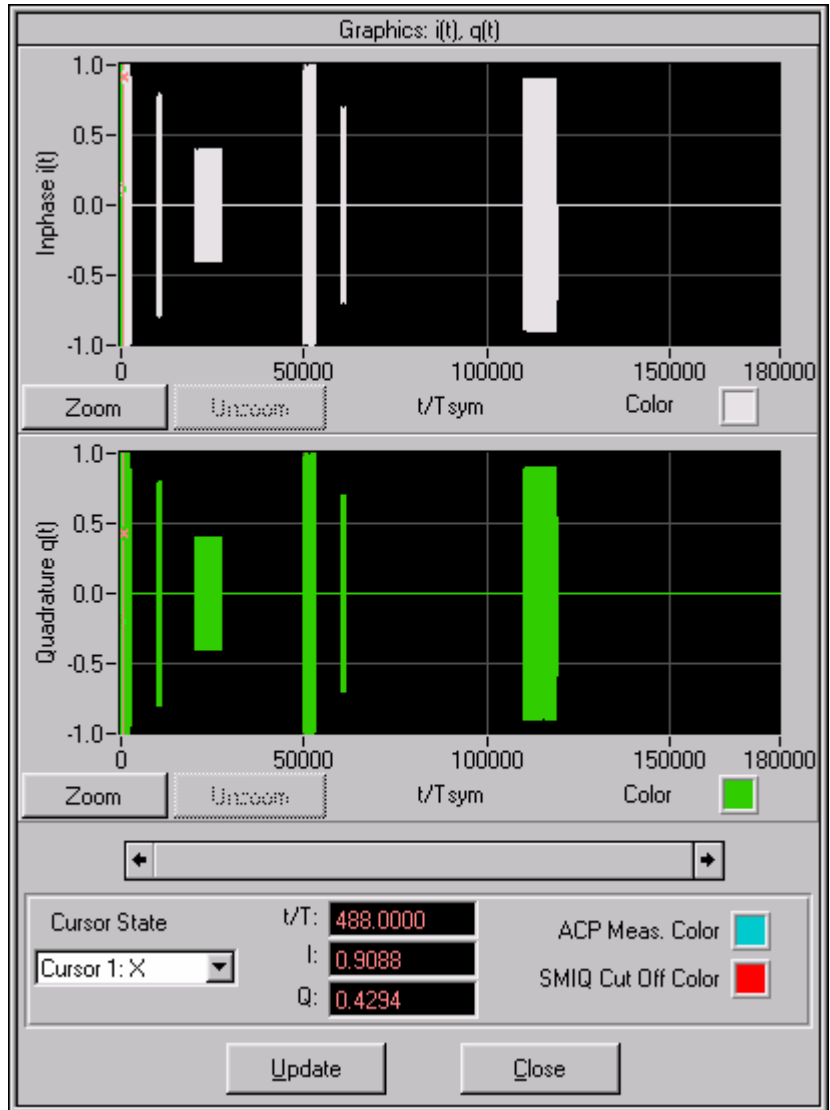 Graphics: i(t), q(t)
Inphase i(t)
1.0
0.5
0.0
-0.5
-1.0
0 50000 100000 150000 180000
Zoom Unzoom t/Tsym Color
Quadrature q(t)
1.0
0.5
0.0
-0.5
-1.0
0 50000 100000 150000 180000
Zoom Unzoom t/Tsym Color
Cursor State
Cursor 1: X
t/T: 488.0000
I: 0.9088
Q: 0.4294
ACP Meas. Color
SMIQ Cut Off Color
Update Close